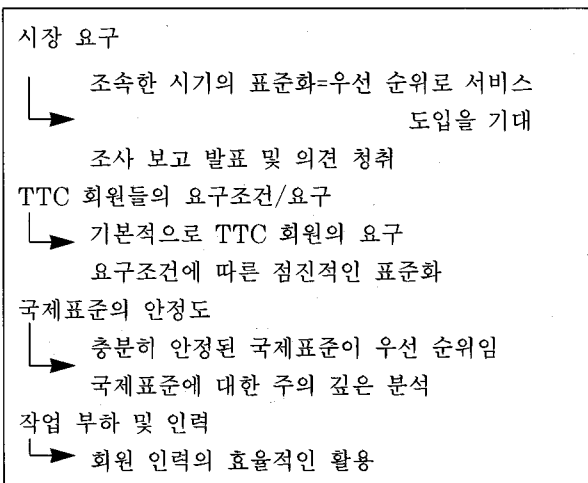 시장 요구
조속한 시기의 표준화=우선 순위로 서비스
도입을 기대
조사 보고 발표 및 의견 청취
TTC 회원들의 요구조건/요구
기본적으로 TTC 회원의 요구
요구조건에 따른 점진적인 표준화
국제표준의 안정도
충분히 안정된 국제표준이 우선 순위임
국제표준에 대한 주의 깊은 분석
작업 부하 및 인력
회원 인력의 효율적인 활용